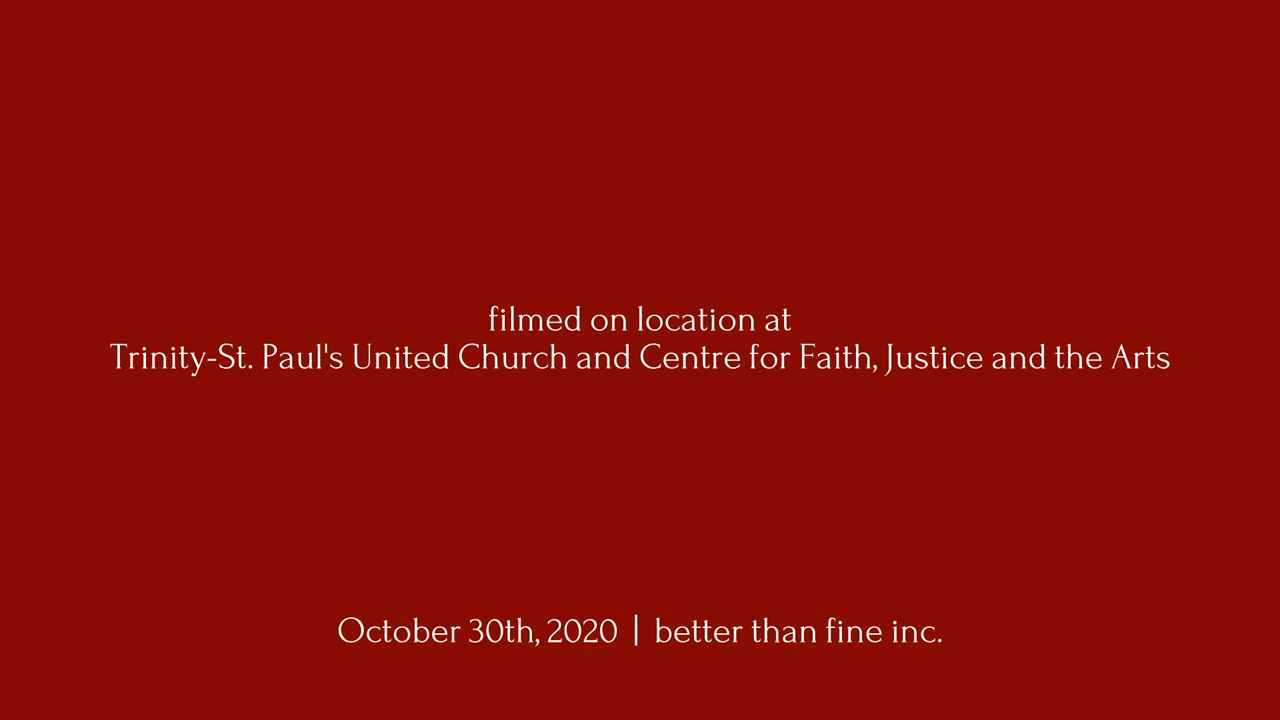 filmed on location at
Trinity-St. Paul's United Church and Centre for Faith, Justice and the Arts
October 30th, 2020 | better than fine inc.